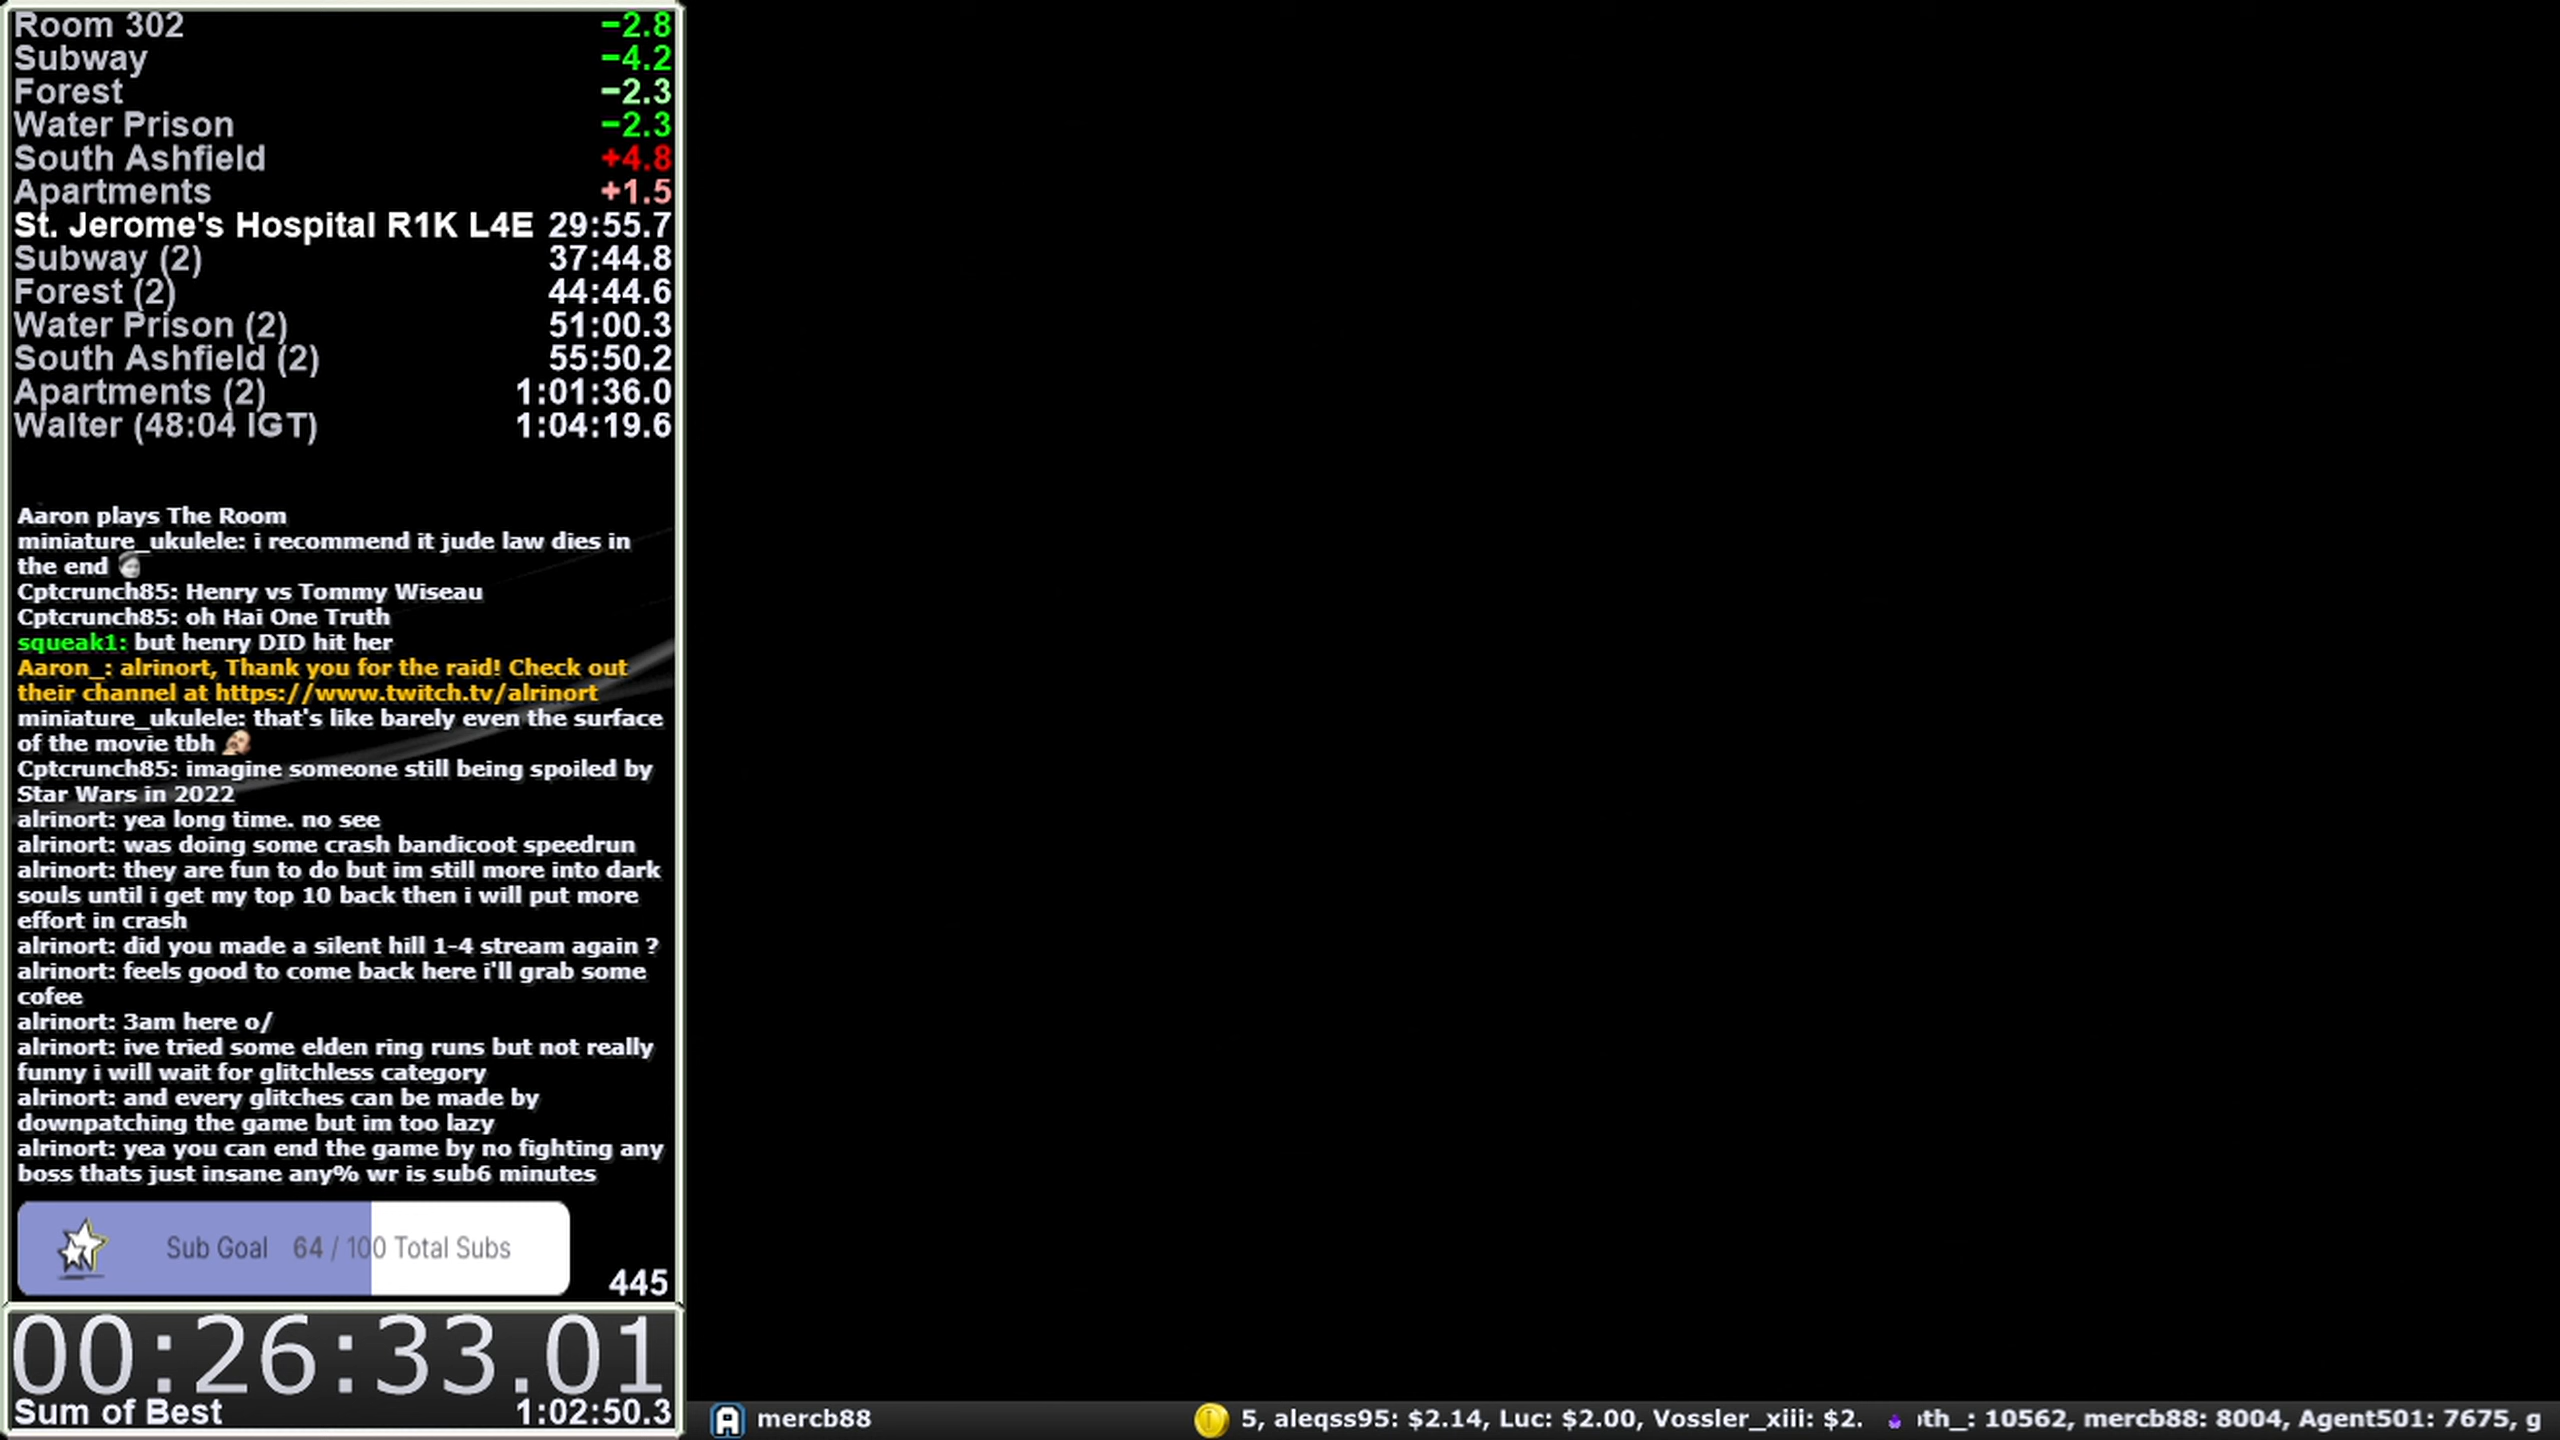 Room 302 −2.8
Subway −4.2
Forest −2.3
Water Prison −2.3
South Ashfield +4.8
Apartments +1.5
St. Jerome's Hospital R1K L4E 29:55.7
Subway (2) 37:44.8
Forest (2) 44:44.6
Water Prison (2) 51:00.3
South Ashfield (2) 55:50.2
Apartments (2) 1:01:36.0
Walter (48:04 IGT) 1:04:19.6
Aaron plays The Room
miniature_ukulele: i recommend it jude law dies in
the end
Cptcrunch85: Henry vs Tommy Wiseau
Cptcrunch85: oh Hai One Truth
squeak1: but henry DID hit her
Aaron_: alrinort, Thank you for the raid! Check out
their channel at https://www.twitch.tv/alrinort
miniature_ukulele: that's like barely even the surface
of the movie tbh
Cptcrunch85: imagine someone still being spoiled by
Star Wars in 2022
alrinort: yea long time. no see
alrinort: was doing some crash bandicoot speedrun
alrinort: they are fun to do but im still more into dark
souls until i get my top 10 back then i will put more
effort in crash
alrinort: did you made a silent hill 1-4 stream again ?
alrinort: feels good to come back here i'll grab some
cofee
alrinort: 3am here o/
alrinort: ive tried some elden ring runs but not really
funny i will wait for glitchless category
alrinort: and every glitches can be made by
downpatching the game but im too lazy
alrinort: yea you can end the game by no fighting any
boss thats just insane any% wr is sub6 minutes
Sub Goal 64 / 100 Total Subs
445
00:26:33.01
Sum of Best 1:02:50.3
A mercb88 5, aleqss95: $2.14, Luc: $2.00, Vossler_xiii: $2. th_: 10562, mercb88: 8004, Agent501: 7675, g